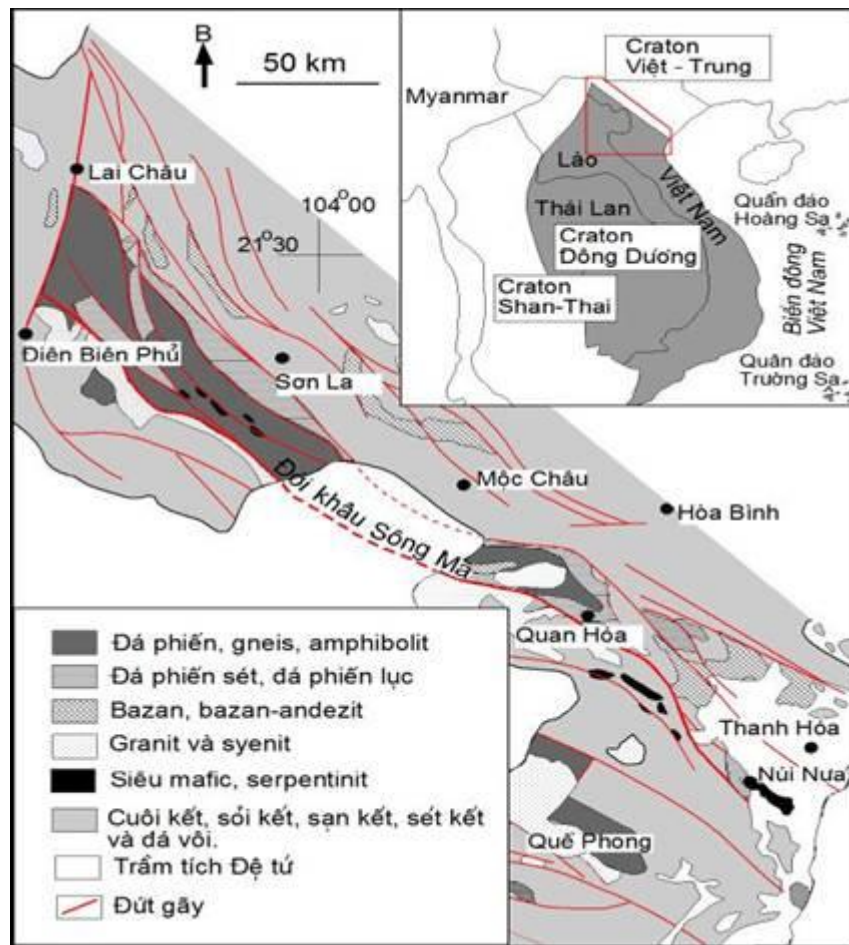 B
50 km
Lai Châu
104°00
21°30
Điện Biên Phủ
Sơn La
Đới khâu Sông Mã
Mộc Châu
Hòa Bình
Quan Hóa
Thanh Hóa
Núi Nưa
Quế Phong
Craton
Việt - Trung
Myanmar
Lào
Việt Nam
Thái Lan
Craton
Đông Dương
Craton
Shan-Thai
Quần đảo
Hoàng Sa
Biển đông
Việt Nam
Quần đảo
Trường Sa
Đá phiến, gneis, amphibolit
Đá phiến sét, đá phiến lục
Bazan, bazan-andezit
Granit và syenit
Siêu mafic, serpentinit
Cuội kết, sỏi kết, sạn kết, sét kết
và đá vôi.
Trầm tích Đệ tứ
Đứt gãy